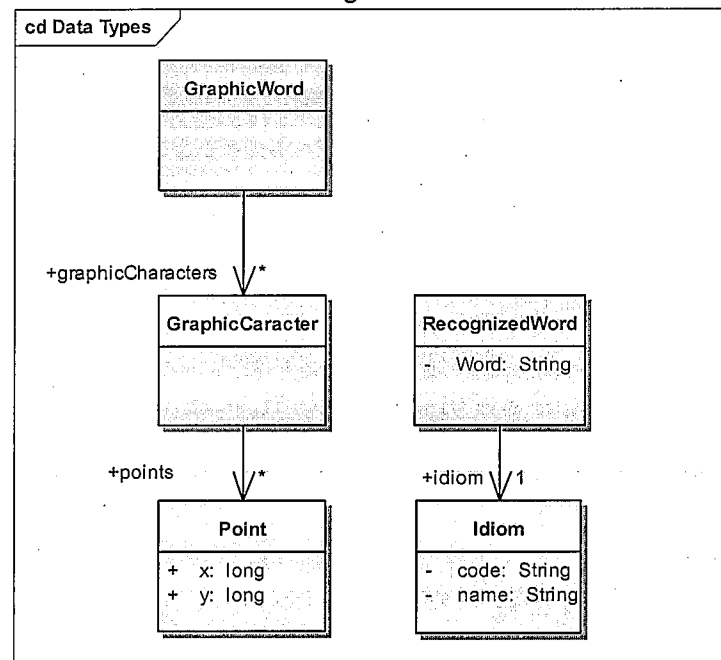 cd Data Types
GraphicWord
+graphicCharacters *
GraphicCaracter RecognizedWord
- Word: String
+points * +idiom 1
Point Idiom
+ x: long - code: String
+ y: long - name: String